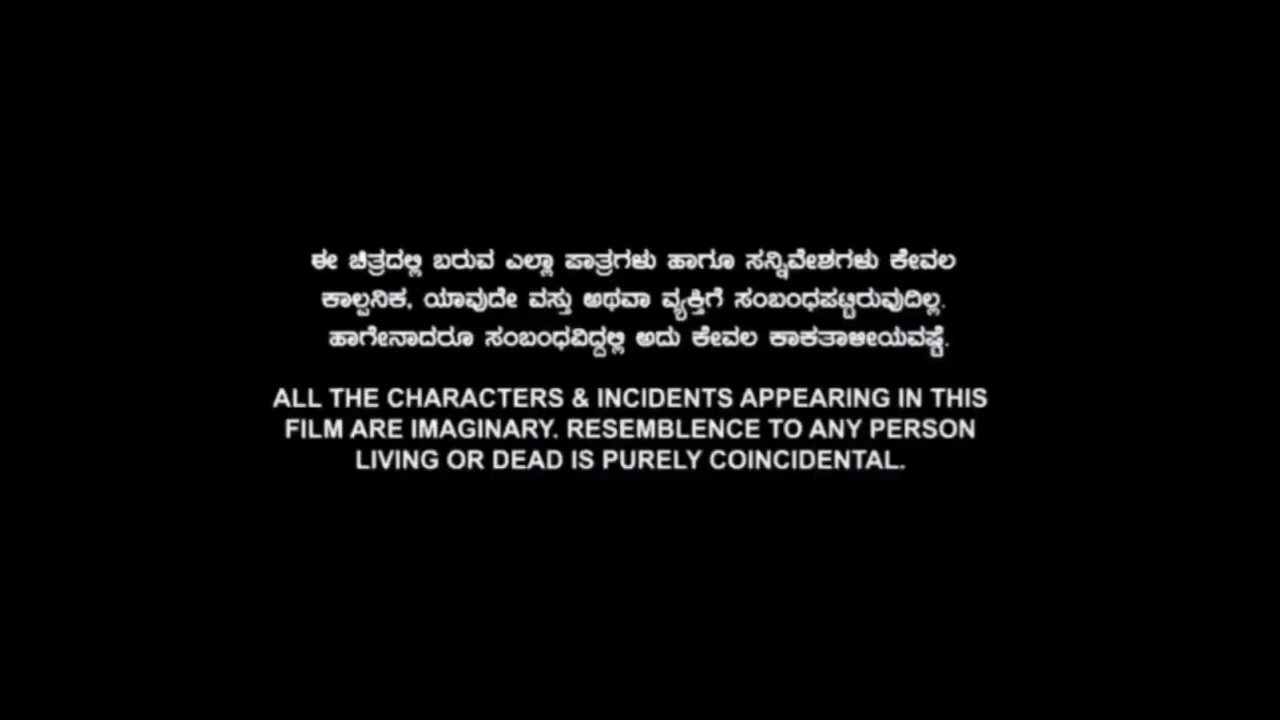 ಈ ಚಿತ್ರದಲ್ಲಿ ಬರುವ ಎಲ್ಲಾ ಪಾತ್ರಗಳು ಹಾಗೂ ಸನ್ನಿವೇಶಗಳು ಕೇವಲ
ಕಾಲ್ಪನಿಕ, ಯಾವುದೇ ವಸ್ತು ಅಥವಾ ವ್ಯಕ್ತಿಗೆ ಸಂಬಂಧಪಟ್ಟಿರುವುದಿಲ್ಲ.
ಹಾಗೇನಾದರೂ ಸಂಬಂಧವಿದ್ದಲ್ಲಿ ಅದು ಕೇವಲ ಕಾಕತಾಳೀಯವಷ್ಟೆ.
ALL THE CHARACTERS & INCIDENTS APPEARING IN THIS
FILM ARE IMAGINARY. RESEMBLENCE TO ANY PERSON
LIVING OR DEAD IS PURELY COINCIDENTAL.